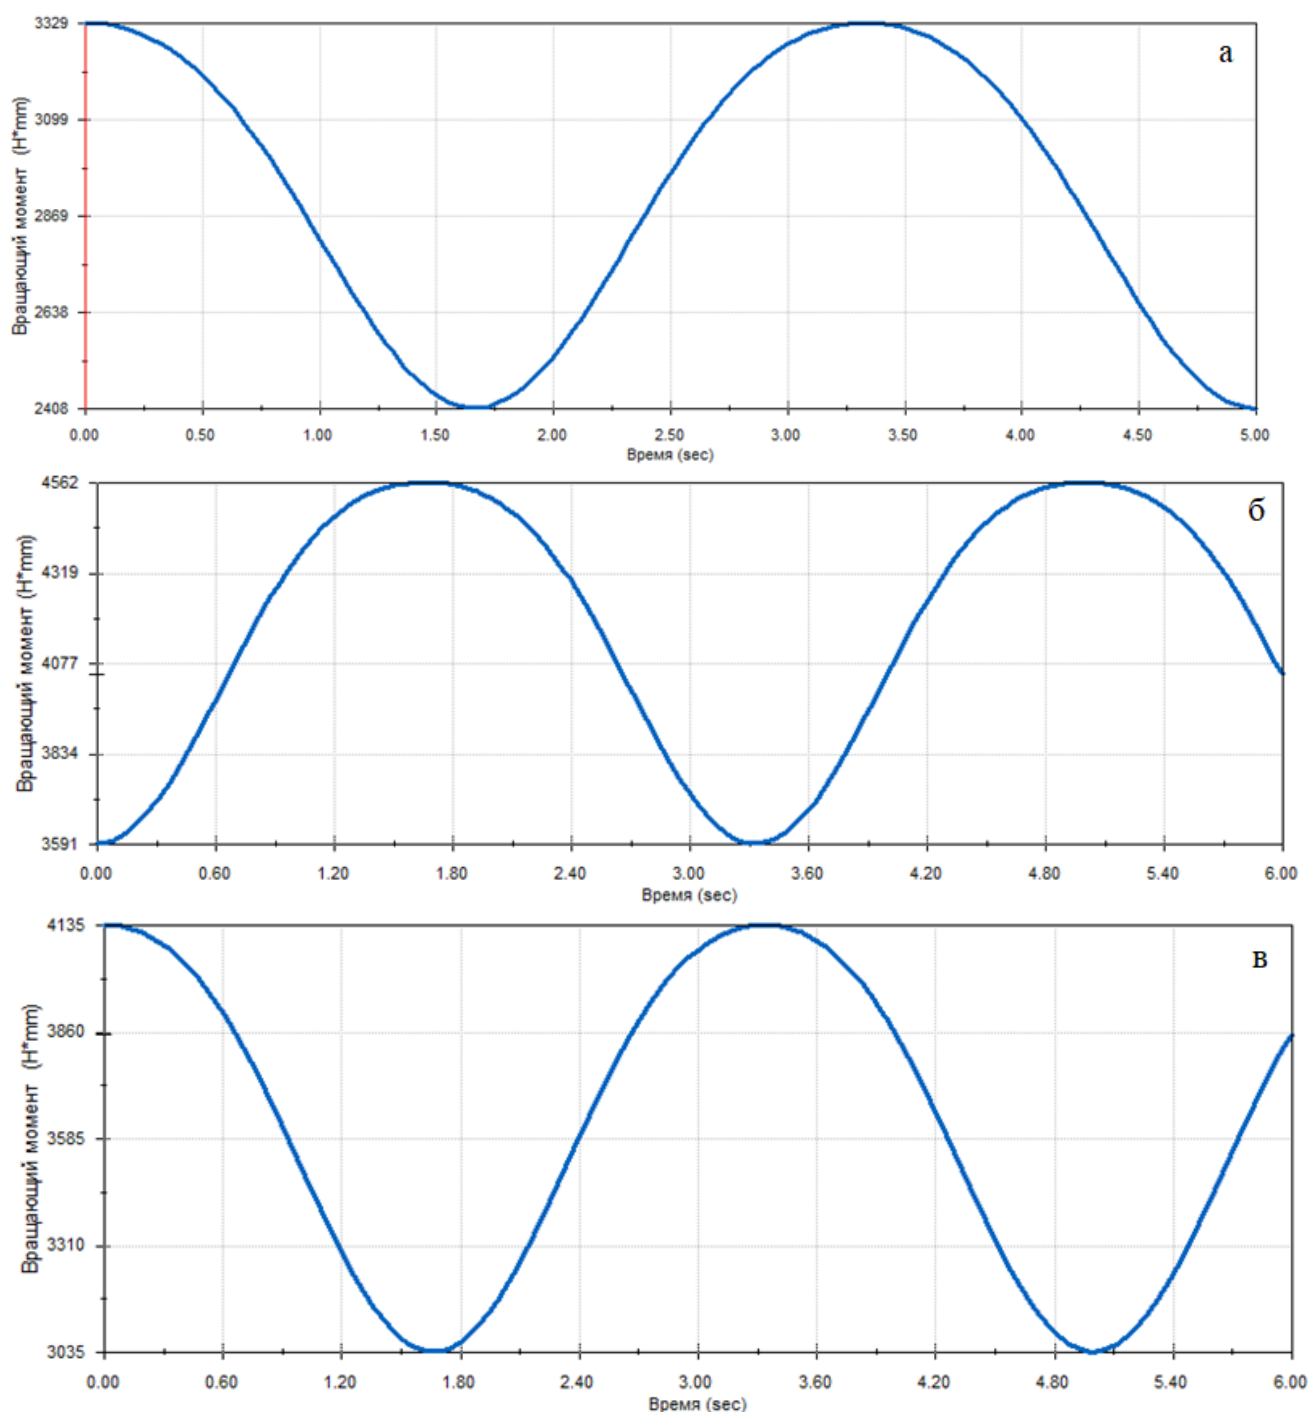 3329
а
3099
2869
2638
2408
Вращающий момент (H*mm)
0.00 0.50 1.00 1.50 2.00 2.50 3.00 3.50 4.00 4.50 5.00
Время (sec)
4562
б
4319
4077
3834
3591
Вращающий момент (H*mm)
0.00 0.60 1.20 1.80 2.40 3.00 3.60 4.20 4.80 5.40 6.00
Время (sec)
4135
в
3860
3585
3310
3035
Вращающий момент (H*mm)
0.00 0.60 1.20 1.80 2.40 3.00 3.60 4.20 4.80 5.40 6.00
Время (sec)